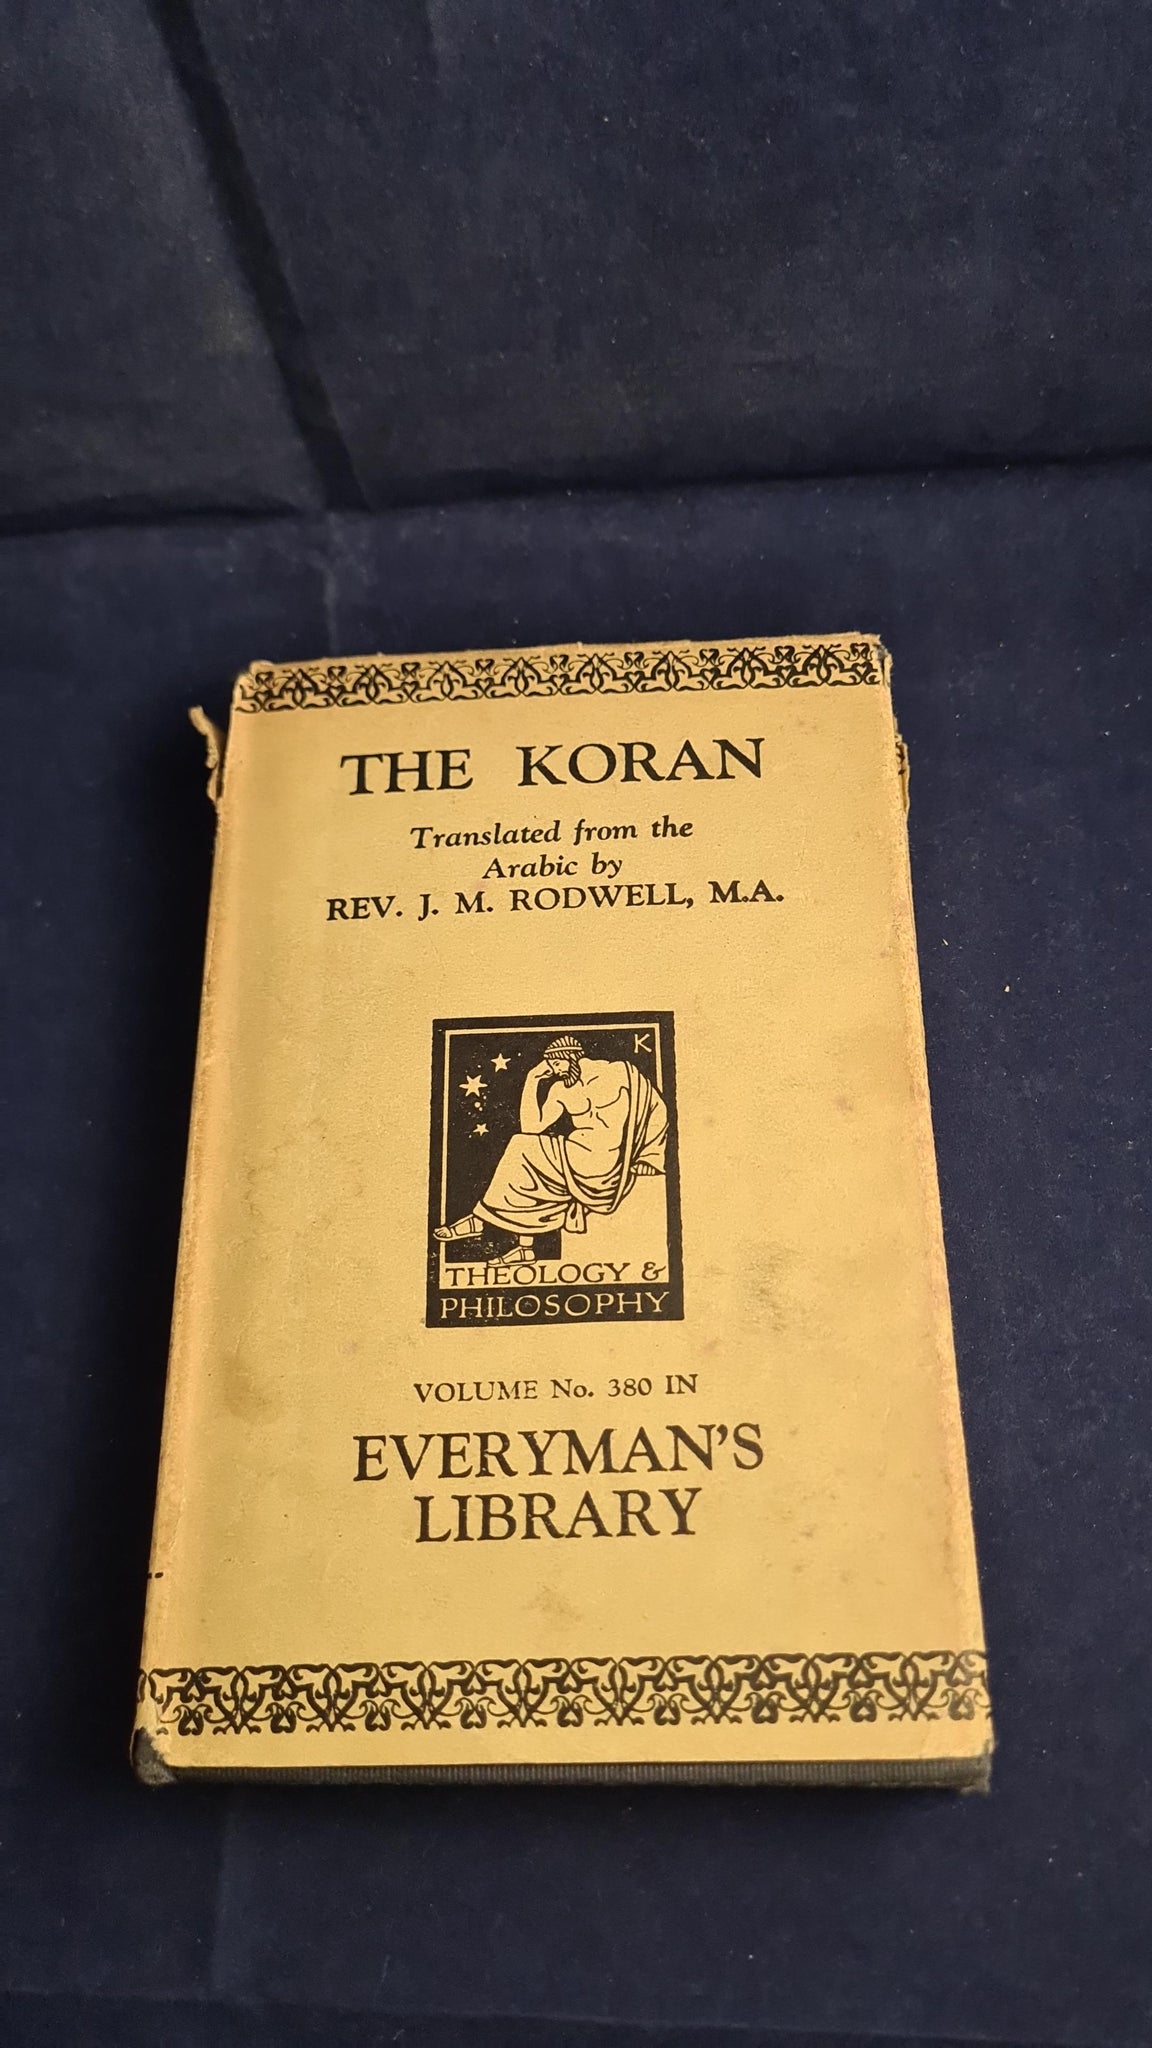 THE KORAN
Translated from the
Arabic by
REV. J. M. RODWELL, M.A.
K
THEOLOGY &
PHILOSOPHY
VOLUME No. 380 IN
EVERYMAN'S
LIBRARY